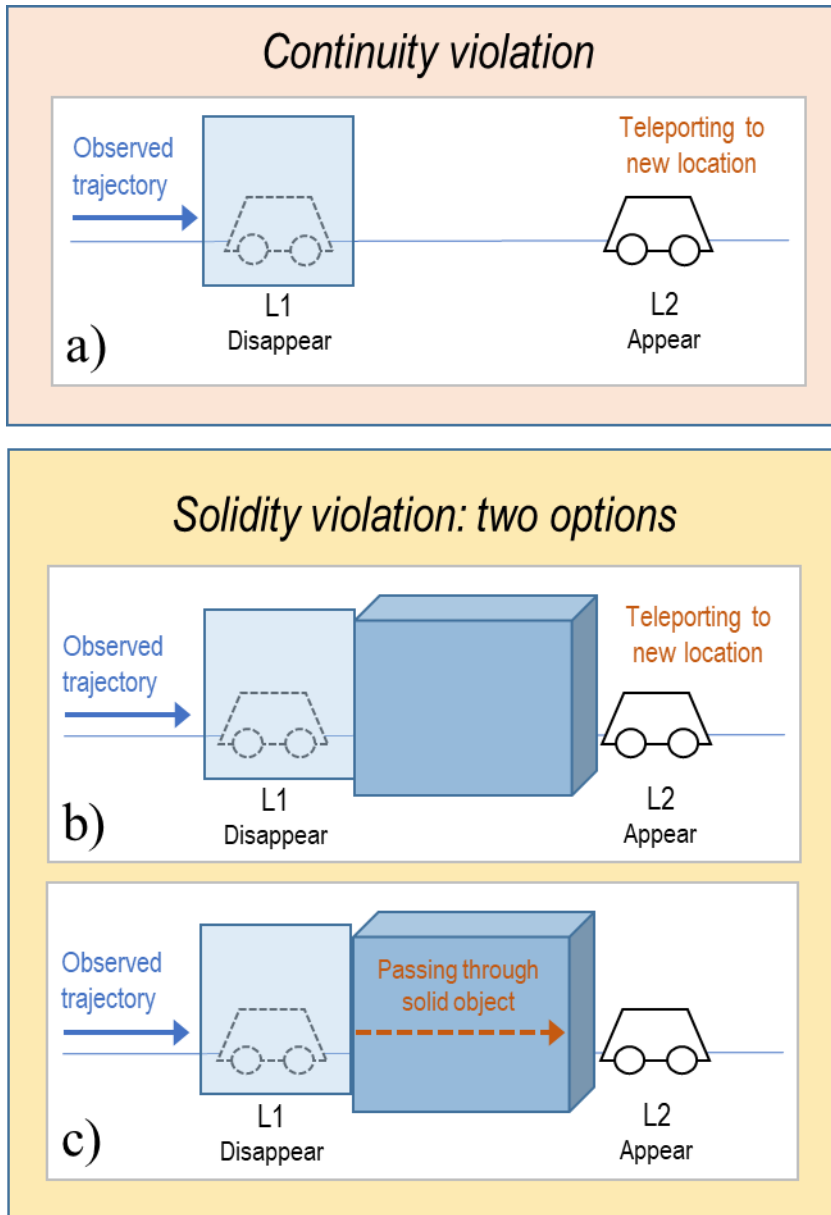 Continuity violation
Observed
trajectory
Teleporting to
new location
L1
Disappear
L2
Appear
a)
Solidity violation: two options
Observed
trajectory
Teleporting to
new location
L1
Disappear
L2
Appear
b)
Observed
trajectory
Passing through
solid object
L1
Disappear
L2
Appear
c)